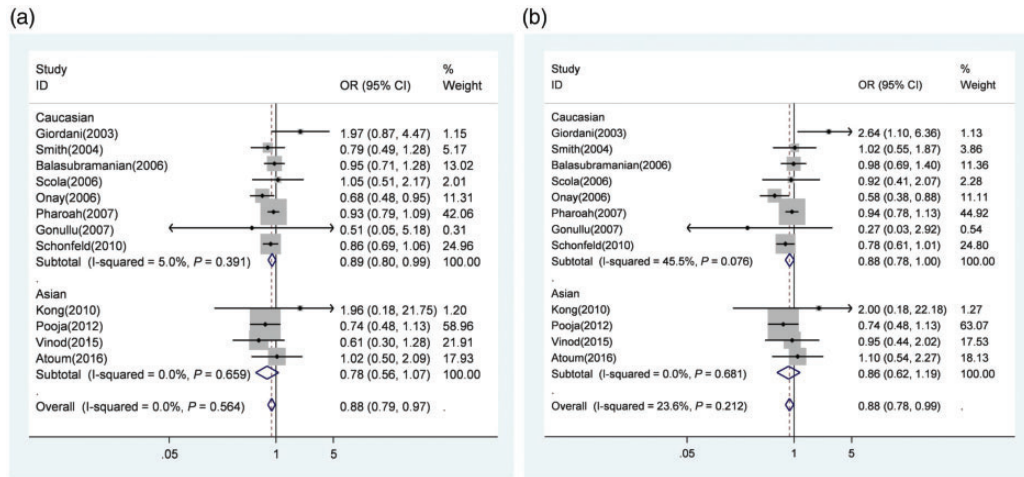 (a)
Study %
ID OR (95% CI) Weight
Caucasian
Giordani(2003) 1.97 (0.87, 4.47) 1.15
Smith(2004) 0.79 (0.49, 1.28) 5.17
Balasubramanian(2006) 0.95 (0.71, 1.28) 13.02
Scola(2006) 1.05 (0.51, 2.17) 2.01
Onay(2006) 0.68 (0.48, 0.95) 11.31
Pharoah(2007) 0.93 (0.79, 1.09) 42.06
Gonullu(2007) 0.51 (0.05, 5.18) 0.31
Schonfeld(2010) 0.86 (0.69, 1.06) 24.96
Subtotal (I-squared = 5.0%, P = 0.391) 0.89 (0.80, 0.99) 100.00
.
Asian
Kong(2010) 1.96 (0.18, 21.75) 1.20
Pooja(2012) 0.74 (0.48, 1.13) 58.96
Vinod(2015) 0.61 (0.30, 1.28) 21.91
Atoum(2016) 1.02 (0.50, 2.09) 17.93
Subtotal (I-squared = 0.0%, P = 0.659) 0.78 (0.56, 1.07) 100.00
.
Overall (I-squared = 0.0%, P = 0.564) 0.88 (0.79, 0.97) .
.05 1 5
(b)
Study %
ID OR (95% CI) Weight
Caucasian
Giordani(2003) 2.64 (1.10, 6.36) 1.13
Smith(2004) 1.02 (0.55, 1.87) 3.86
Balasubramanian(2006) 0.98 (0.69, 1.40) 11.36
Scola(2006) 0.92 (0.41, 2.07) 2.28
Onay(2006) 0.58 (0.38, 0.88) 11.11
Pharoah(2007) 0.94 (0.78, 1.13) 44.92
Gonullu(2007) 0.27 (0.03, 2.92) 0.54
Schonfeld(2010) 0.78 (0.61, 1.01) 24.80
Subtotal (I-squared = 45.5%, P = 0.076) 0.88 (0.78, 1.00) 100.00
.
Asian
Kong(2010) 2.00 (0.18, 22.18) 1.27
Pooja(2012) 0.74 (0.48, 1.13) 63.07
Vinod(2015) 0.95 (0.44, 2.02) 17.53
Atoum(2016) 1.10 (0.54, 2.27) 18.13
Subtotal (I-squared = 0.0%, P = 0.681) 0.86 (0.62, 1.19) 100.00
.
Overall (I-squared = 23.6%, P = 0.212) 0.88 (0.78, 0.99) .
.05 1 5